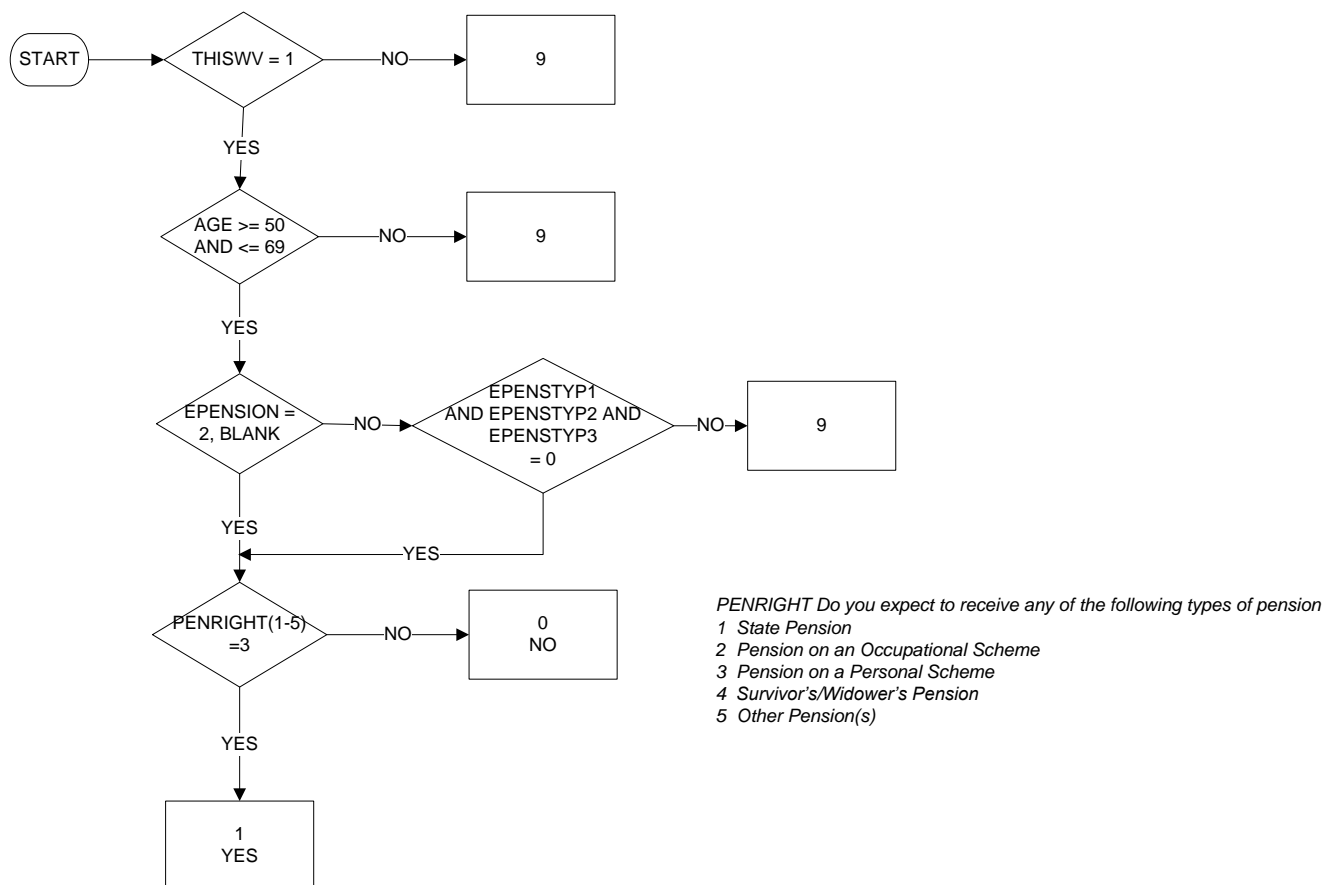 START
THISWV = 1
NO
9
YES
AGE >= 50
AND <= 69
NO
9
YES
EPENSION =
2, BLANK
NO
EPENSTYP1
AND EPENSTYP2 AND
EPENSTYP3
= 0
NO
9
YES
YES
PENRIGHT(1-5)
=3
NO
0
NO
YES
1
YES
PENRIGHT Do you expect to receive any of the following types of pension
1 State Pension
2 Pension on an Occupational Scheme
3 Pension on a Personal Scheme
4 Survivor's/Widower's Pension
5 Other Pension(s)